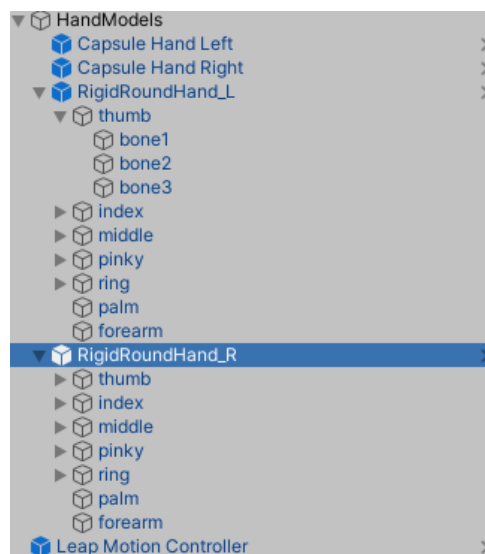 HandModels
Capsule Hand Left
Capsule Hand Right
RigidRoundHand_L
thumb
bone1
bone2
bone3
index
middle
pinky
ring
palm
forearm
RigidRoundHand_R
thumb
index
middle
pinky
ring
palm
forearm
Leap Motion Controller